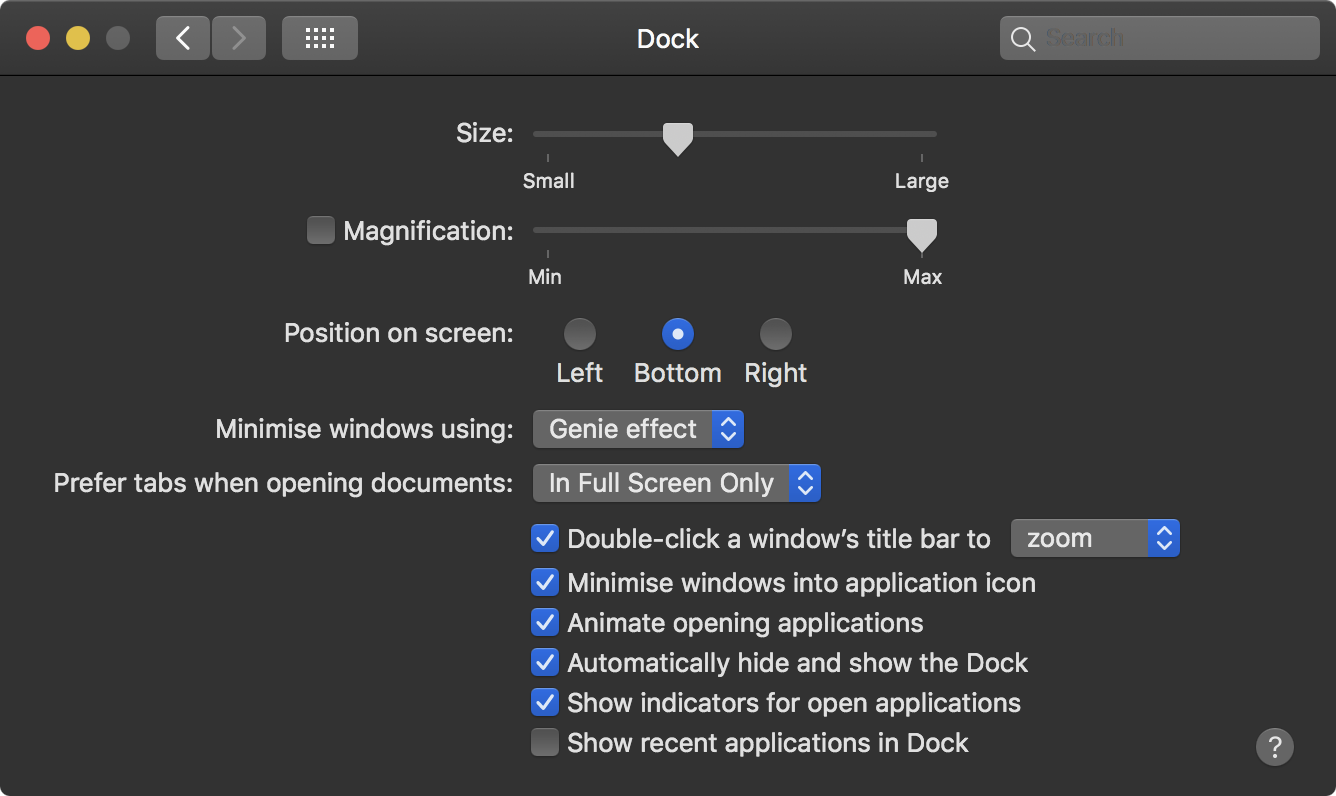 Dock
Search
Size:
Small Large
Magnification:
Min Max
Position on screen:
Left Bottom Right
Minimise windows using: Genie effect
Prefer tabs when opening documents: In Full Screen Only
Double-click a window’s title bar to zoom
Minimise windows into application icon
Animate opening applications
Automatically hide and show the Dock
Show indicators for open applications
Show recent applications in Dock
?